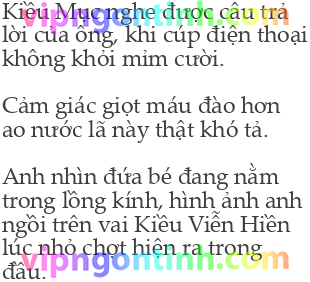 Kiều Mục nghe được câu trả
lời của ông, khi cúp điện thoại
không khỏi mỉm cười.
Cảm giác giọt máu đào hơn
ao nước lã này thật khó tả.
Anh nhìn đứa bé đang nằm
trong lồng kính, hình ảnh anh
ngồi trên vai Kiều Viễn Hiền
lúc nhỏ chợt hiện ra trong
đầu.
vipngontinh.com
vipngontinh.com